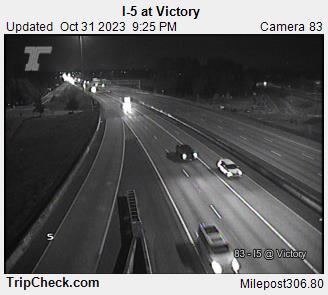 I-5 at Victory
Updated Oct 31 2023 9:25 PM Camera 83
T
S
83 - I5 @ Victory
TripCheck.com Milepost306.80